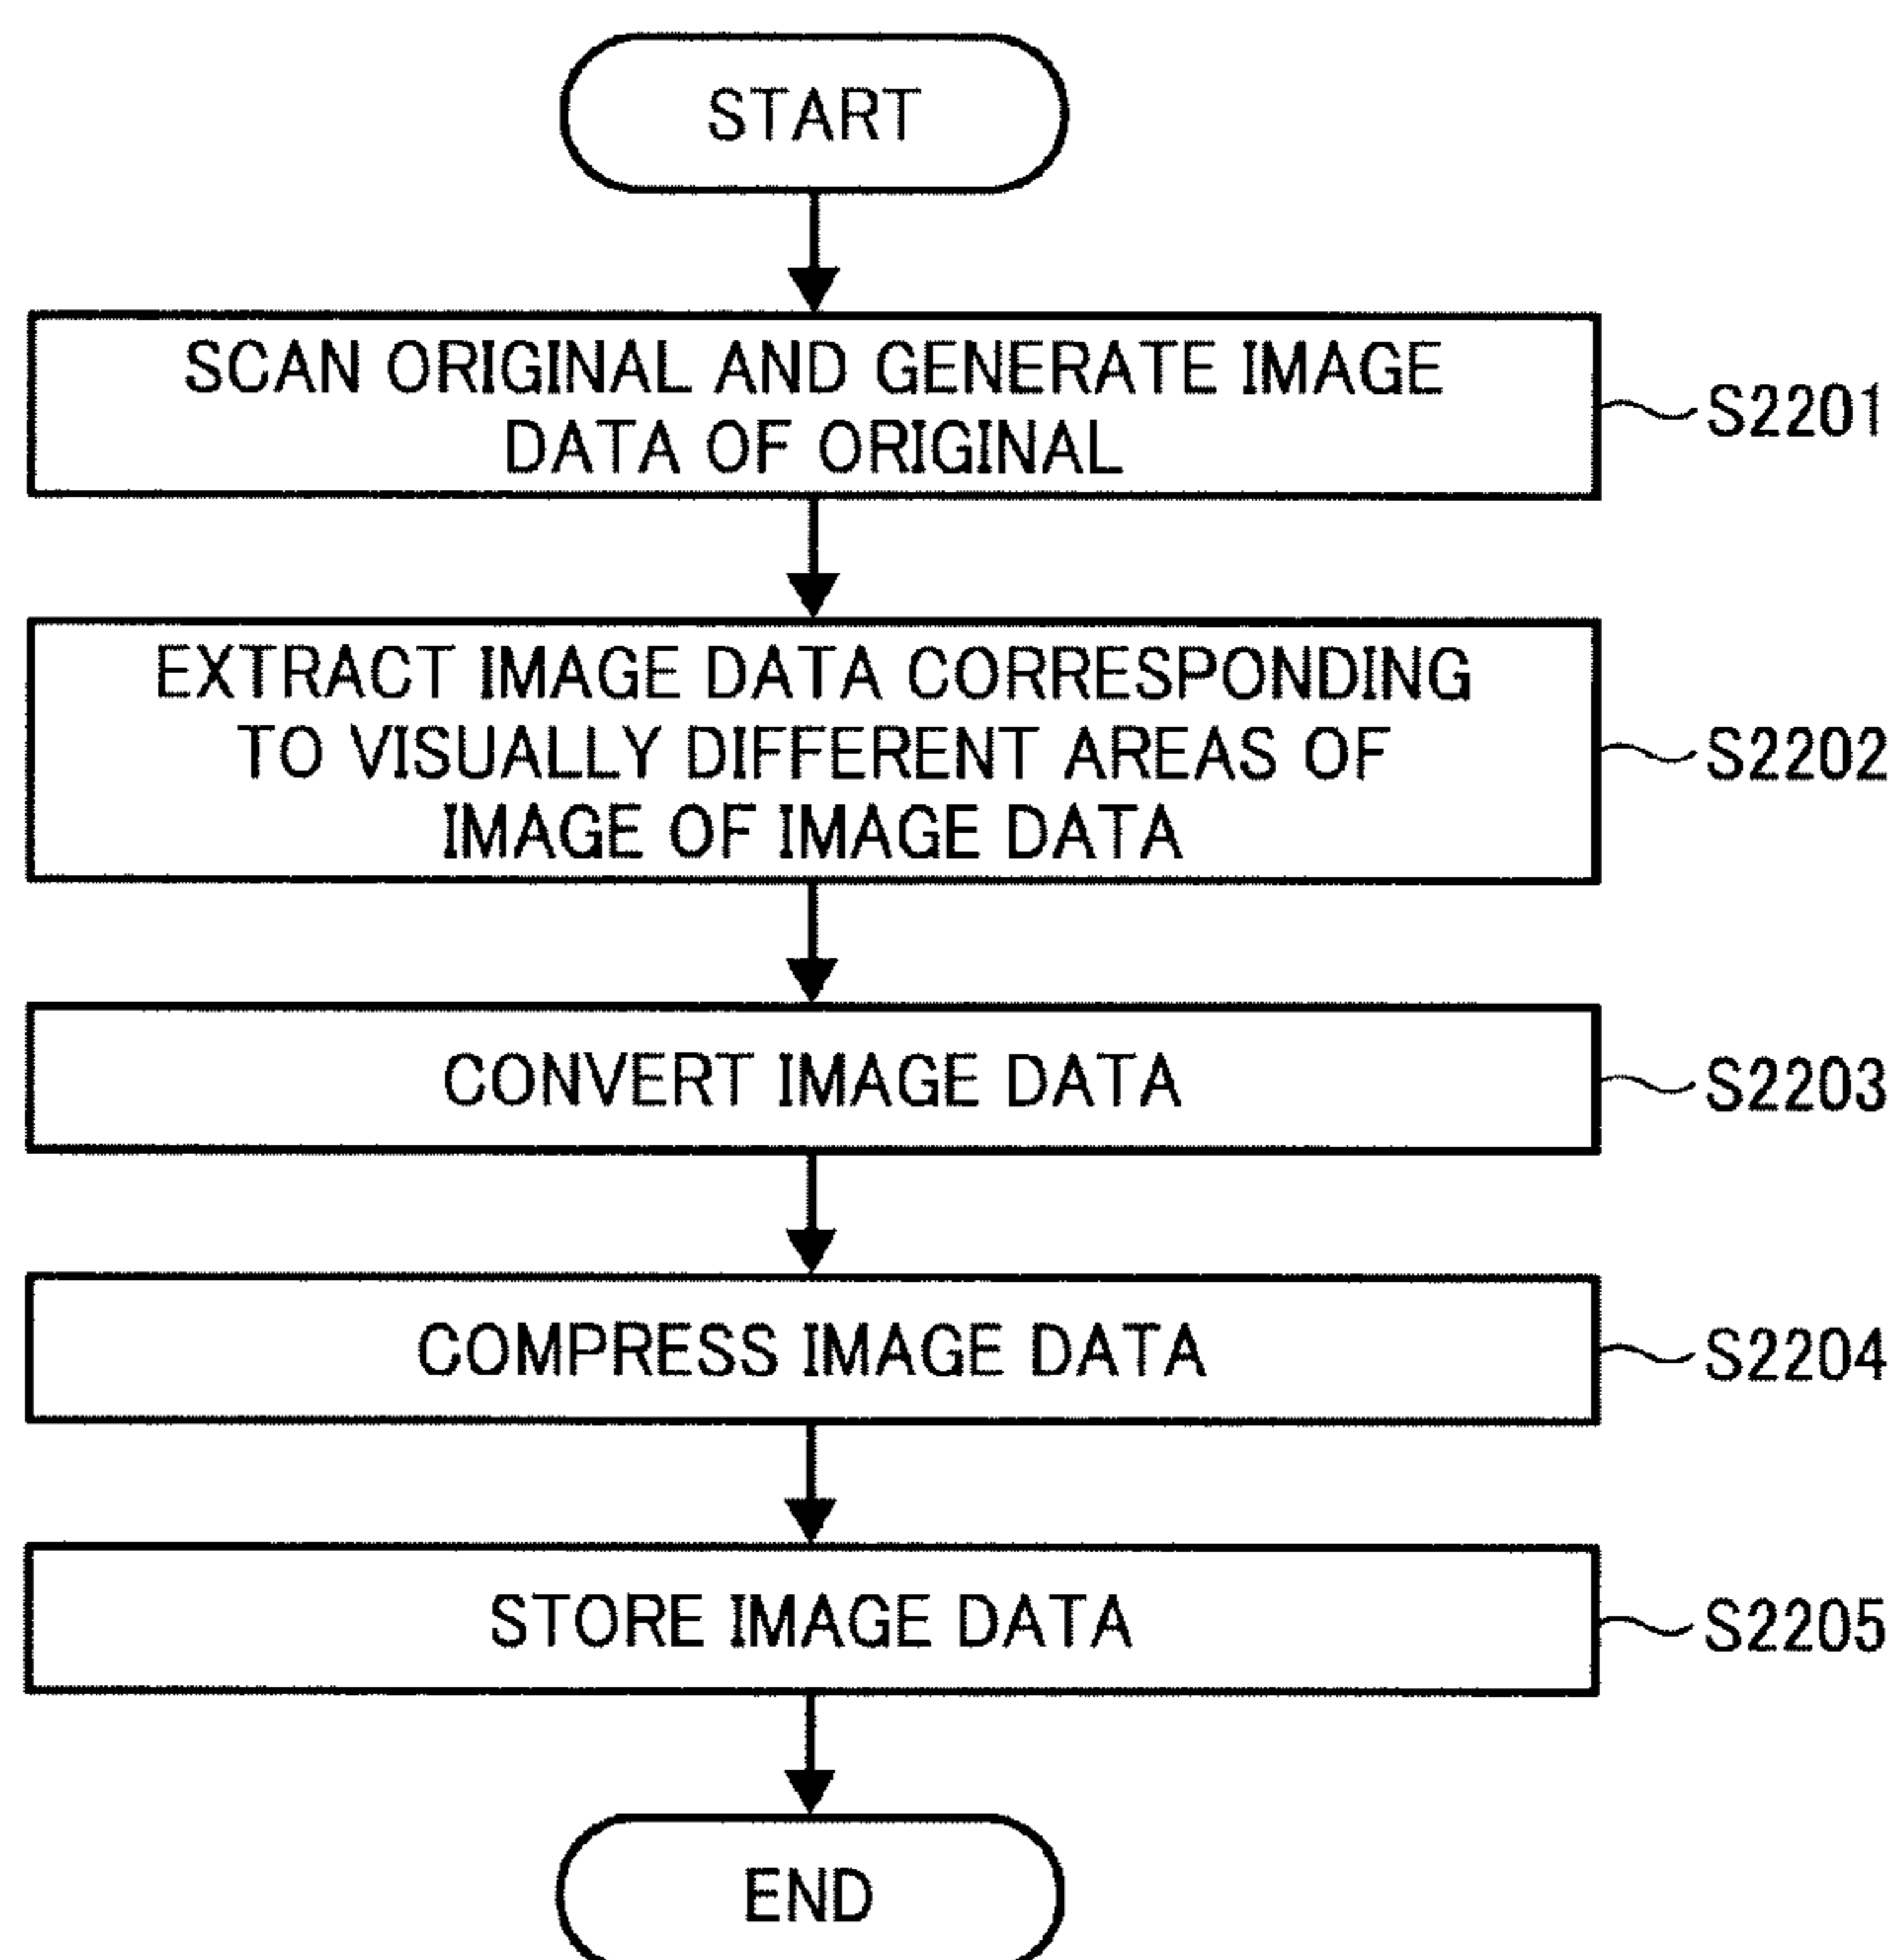 START
SCAN ORIGINAL AND GENERATE IMAGE
DATA OF ORIGINAL
S2201
EXTRACT IMAGE DATA CORRESPONDING
TO VISUALLY DIFFERENT AREAS OF
IMAGE OF IMAGE DATA
S2202
CONVERT IMAGE DATA
S2203
COMPRESS IMAGE DATA
S2204
STORE IMAGE DATA
S2205
END